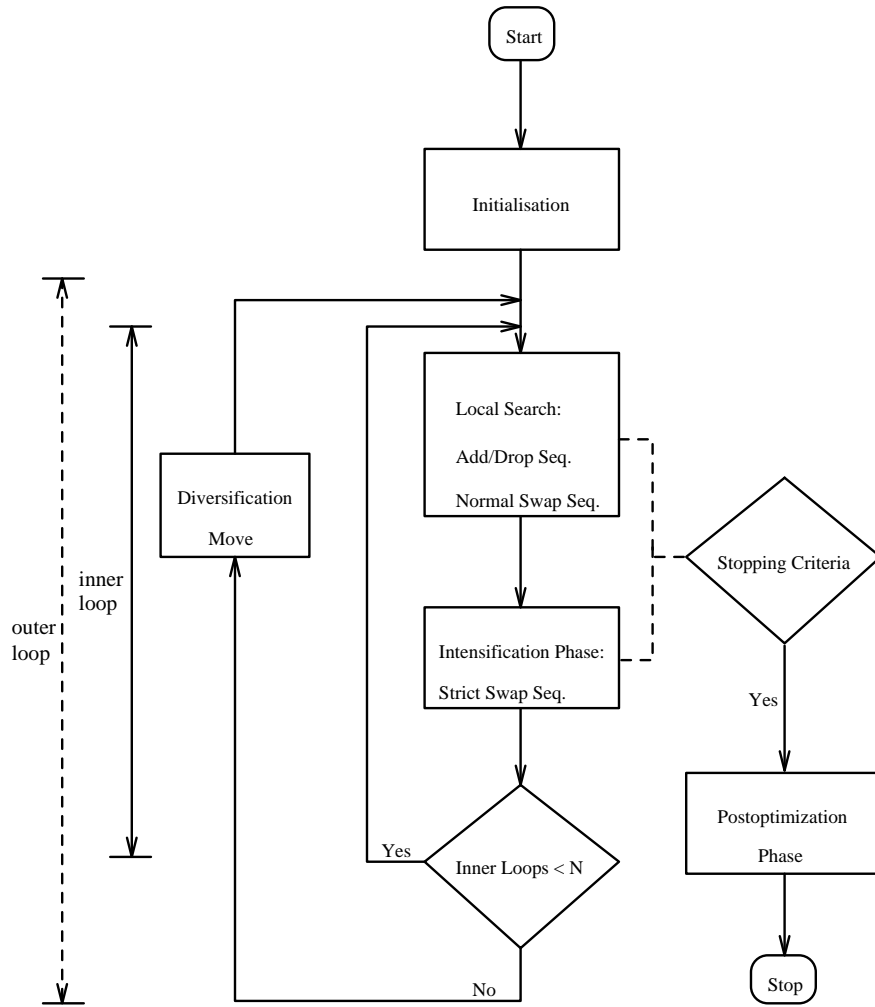 Start
Initialisation
Local Search:
Add/Drop Seq.
Normal Swap Seq.
Diversification
Move
Stopping Criteria
inner
loop
outer
loop
Intensification Phase:
Strict Swap Seq.
Yes
Postoptimization
Phase
Yes
Inner Loops < N
No
Stop